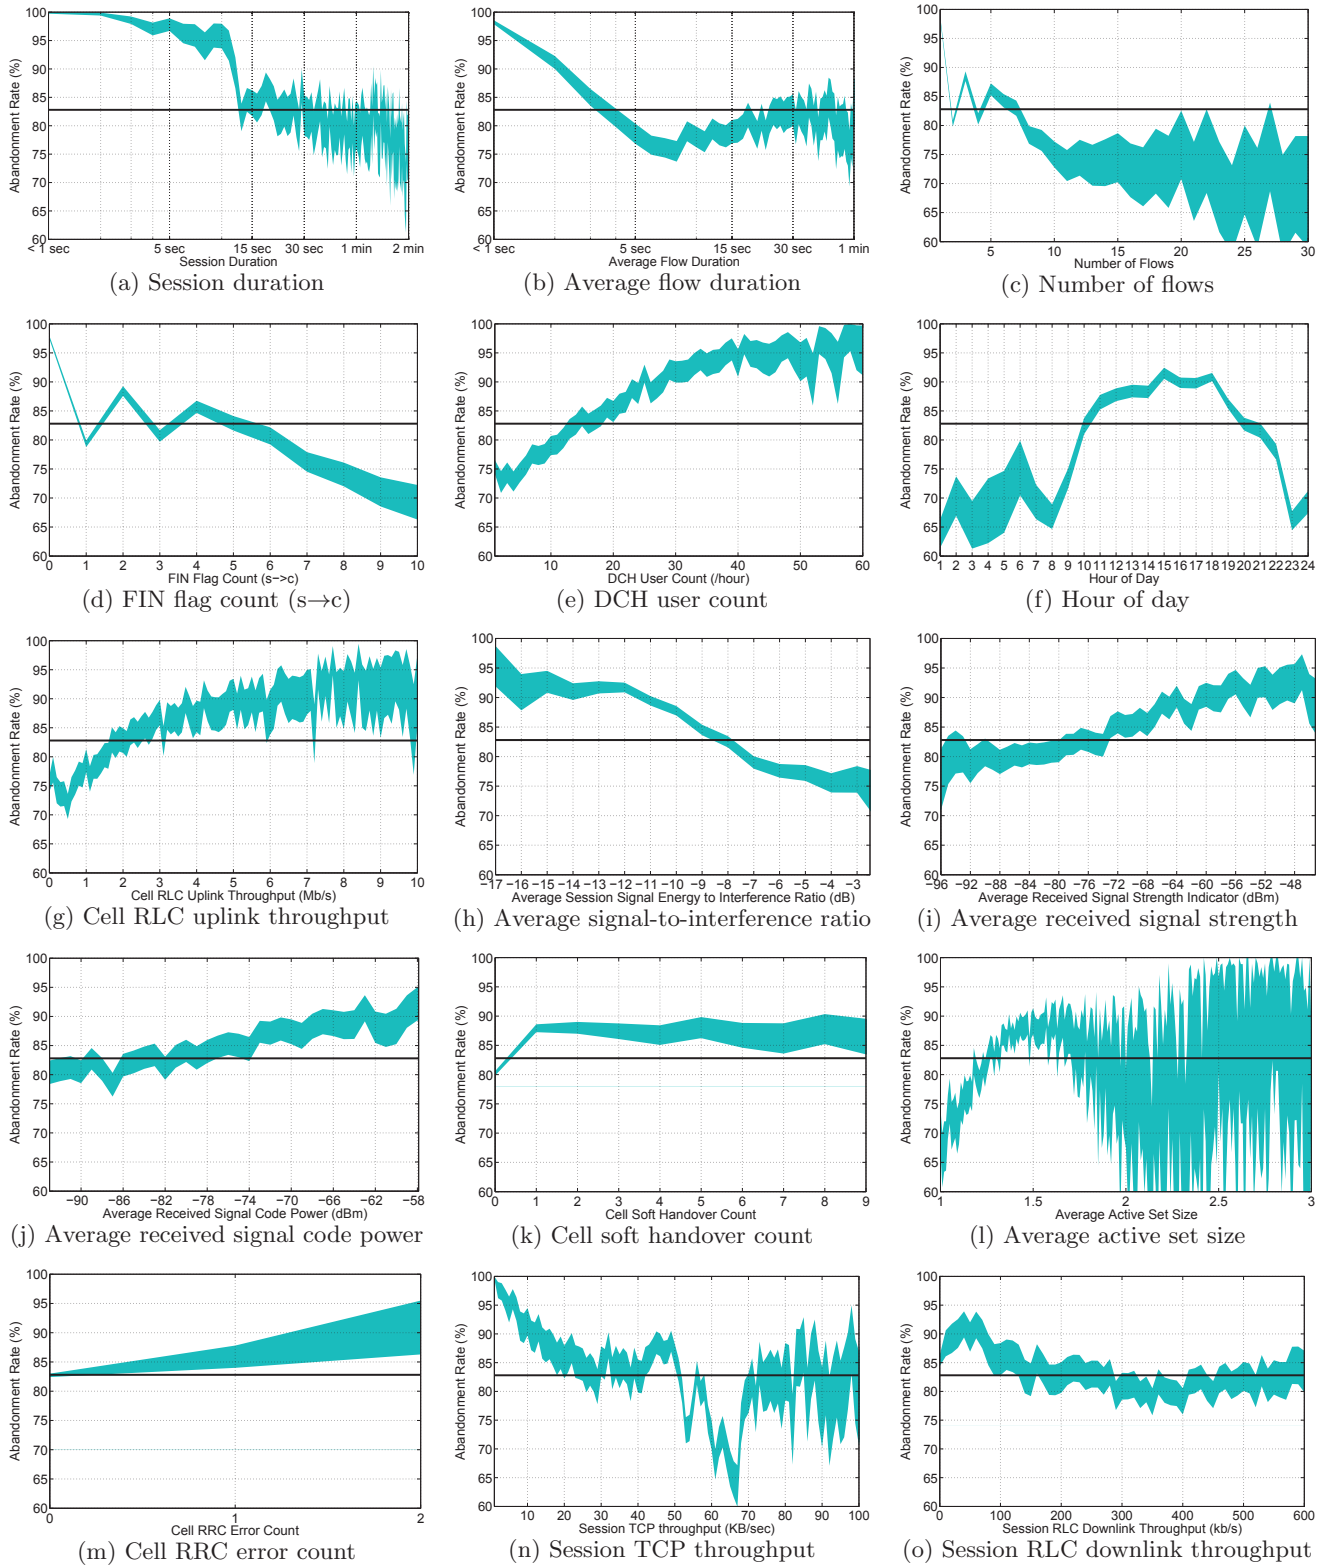 Abandonment Rate (%)
100
95
90
85
80
75
70
65
60
< 1 sec 5 sec 15 sec 30 sec 1 min 2 min
Session Duration
(a) Session duration
Abandonment Rate (%)
100
95
90
85
80
75
70
65
60
< 1 sec 5 sec 15 sec 30 sec 1 min
Average Flow Duration
(b) Average flow duration
Abandonment Rate (%)
100
95
90
85
80
75
70
65
60
5 10 15 20 25 30
Number of Flows
(c) Number of flows
Abandonment Rate (%)
100
95
90
85
80
75
70
65
60
0 1 2 3 4 5 6 7 8 9 10
FIN Flag Count (s−>c)
(d) FIN flag count (s→c)
Abandonment Rate (%)
100
95
90
85
80
75
70
65
60
10 20 30 40 50 60
DCH User Count (/hour)
(e) DCH user count
Abandonment Rate (%)
100
95
90
85
80
75
70
65
60
1 2 3 4 5 6 7 8 9 10 11 12 13 14 15 16 17 18 19 20 21 22 23 24
Hour of Day
(f) Hour of day
Abandonment Rate (%)
100
95
90
85
80
75
70
65
60
0 1 2 3 4 5 6 7 8 9 10
Cell RLC Uplink Throughput (Mb/s)
(g) Cell RLC uplink throughput
Abandonment Rate (%)
100
95
90
85
80
75
70
65
60
−17 −16 −15 −14 −13 −12 −11 −10 −9 −8 −7 −6 −5 −4 −3
Average Session Signal Energy to Interference Ratio (dB)
(h) Average signal-to-interference ratio
Abandonment Rate (%)
100
95
90
85
80
75
70
65
60
−96 −92 −88 −84 −80 −76 −72 −68 −64 −60 −56 −52 −48
Average Received Signal Strength Indicator (dBm)
(i) Average received signal strength
Abandonment Rate (%)
100
95
90
85
80
75
70
65
60
−90 −86 −82 −78 −74 −70 −66 −62 −58
Average Received Signal Code Power (dBm)
(j) Average received signal code power
Abandonment Rate (%)
100
95
90
85
80
75
70
65
60
0 1 2 3 4 5 6 7 8 9
Cell Soft Handover Count
(k) Cell soft handover count
Abandonment Rate (%)
100
95
90
85
80
75
70
65
60
1 1.5 2 2.5 3
Average Active Set Size
(l) Average active set size
Abandonment Rate (%)
100
95
90
85
80
75
70
65
60
0 1 2
Cell RRC Error Count
(m) Cell RRC error count
Abandonment Rate (%)
100
95
90
85
80
75
70
65
60
10 20 30 40 50 60 70 80 90 100
Session TCP throughput (KB/sec)
(n) Session TCP throughput
Abandonment Rate (%)
100
95
90
85
80
75
70
65
60
0 100 200 300 400 500 600
Session RLC Downlink Throughput (kb/s)
(o) Session RLC downlink throughput